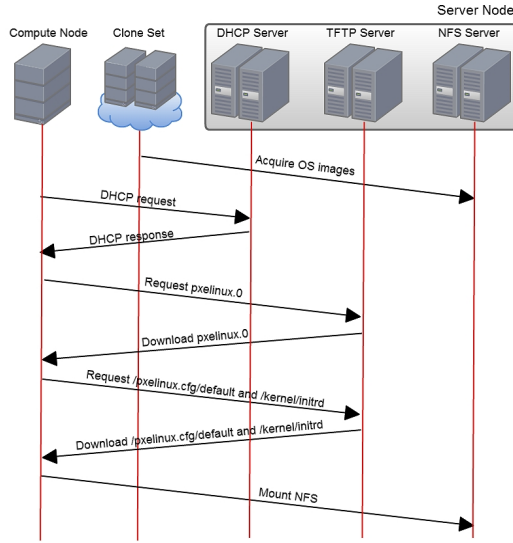 Server Node
Compute Node
Clone Set
DHCP Server
TFTP Server
NFS Server
Acquire OS images
DHCP request
DHCP response
Request pxelinux.0
Download pxelinux.0
Request /pxelinux.cfg/default and /kernel/initrd
Download /pxelinux.cfg/default and /kernel/initrd
Mount NFS